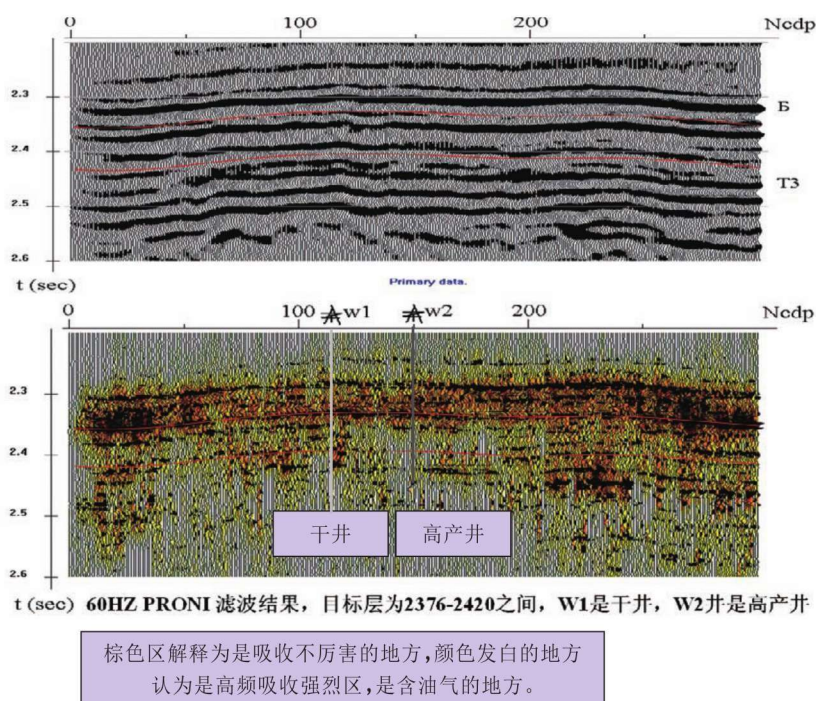 0 100 200 Ncdp
2.3
Б
2.4
T3
2.5
2.6
t (sec)
Primary data.
0 100 w1 w2 200 Ncdp
2.3
2.4
2.5
干井 高产井
2.6
t (sec) 60HZ PRONI 滤波结果，目标层为2376-2420之间，W1是干井，W2井是高产井
棕色区解释为是吸收不厉害的地方,颜色发白的地方
认为是高频吸收强烈区,是含油气的地方。